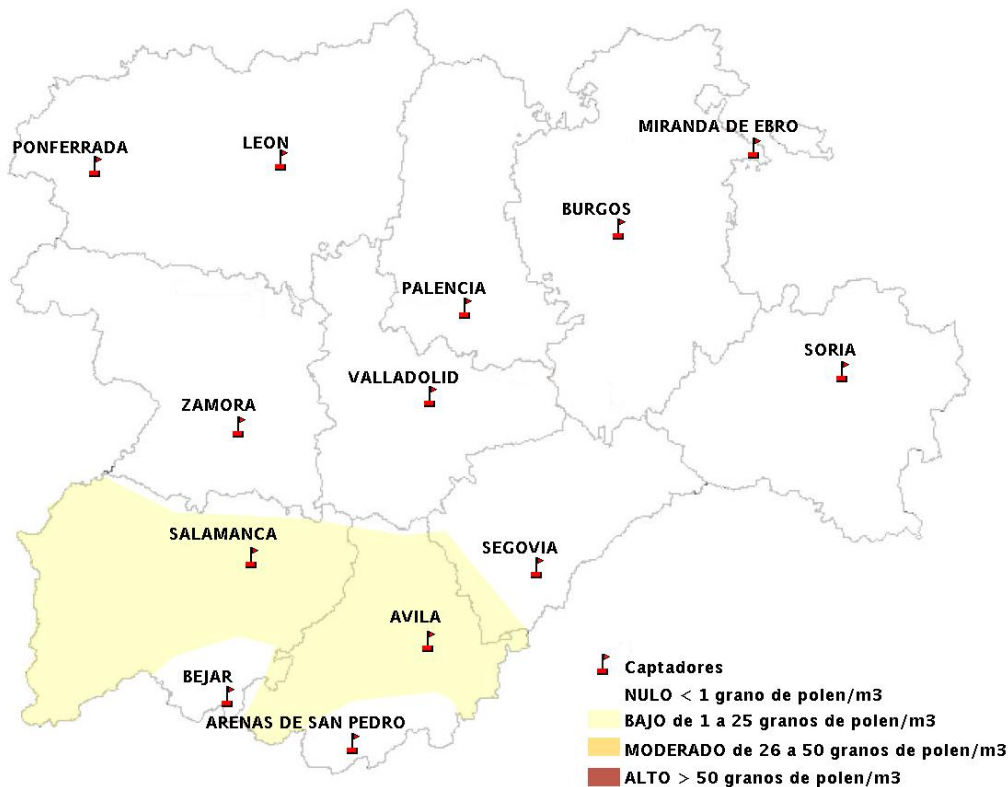 MIRANDA DE EBRO
PONFERRADA
LEON
BURGOS
PALENCIA
SORIA
VALLADOLID
ZAMORA
SALAMANCA
SEGOVIA
AVILA
BEJAR
ARENAS DE SAN PEDRO
Captadores
NULO < 1 grano de polen/m3
BAJO de 1 a 25 granos de polen/m3
MODERADO de 26 a 50 granos de polen/m3
ALTO > 50 granos de polen/m3